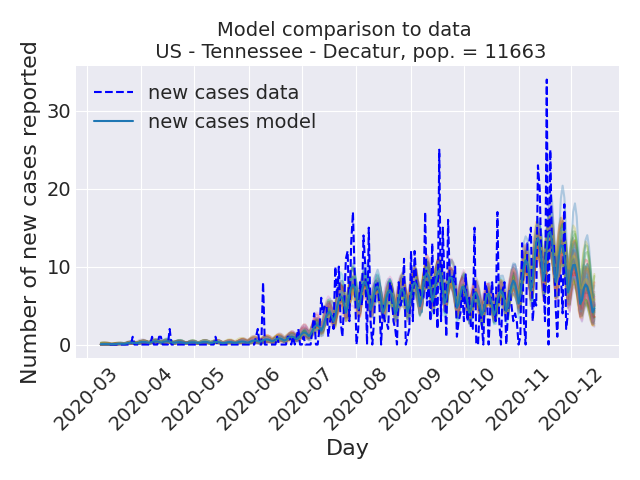 Model comparison to data
US - Tennessee - Decatur, pop. = 11663
Number of new cases reported
30
20
10
0
new cases data
new cases model
2020-03
2020-04
2020-05
2020-06
2020-07
2020-08
2020-09
2020-10
2020-11
2020-12
Day